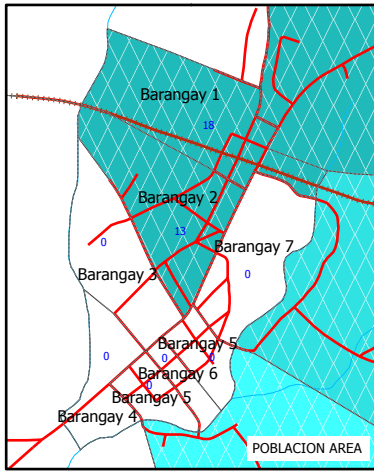 Barangay 1
18
Barangay 2
13
0
Barangay 7
0
Barangay 3
Barangay 5
0
0
0
Barangay 6
0
Barangay 5
Barangay 4
POBLACION AREA